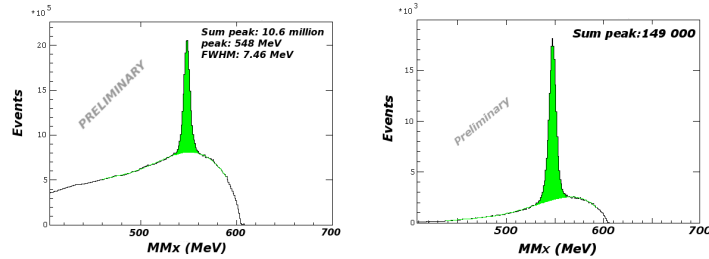 *10 5
Sum peak: 10.6 million
peak: 548 MeV
FWHM: 7.46 MeV
20
15
10
5
0
PRELIMINARY
Events
500
600
700
MMx (MeV)
*10 3
Sum peak:149 000
15
10
5
0
Preliminary
Events
500
600
700
MMx (MeV)